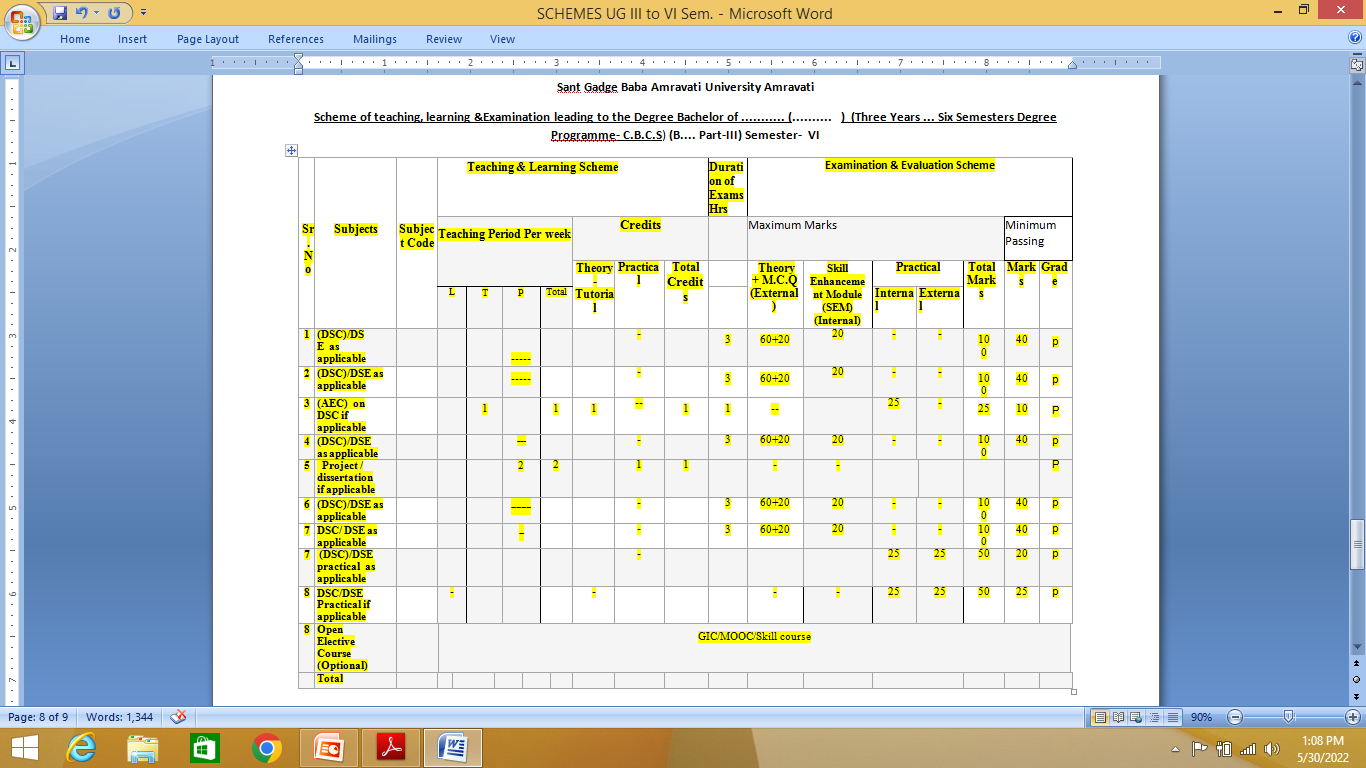 SCHEMES UG III to VI Sem. - Microsoft Word
Home Insert Page Layout References Mailings Review View
1 1 2 3 4 5 6 7 8
Sant Gadge Baba Amravati University Amravati
Scheme of teaching, learning &Examination leading to the Degree Bachelor of ........... (.......... ) (Three Years ... Six Semesters Degree
Programme- C.B.C.S) (B.... Part-III) Semester- VI
Sr. No Subjects Subject Code Teaching & Learning Scheme Duration of Exams Hrs Examination & Evaluation Scheme
Teaching Period Per week Credits Maximum Marks Minimum Passing
L T P Total Theory - Tutorial Practical Total Credits Theory + M.C.Q (External) Skill Enhancement Module (SEM) (Internal) Practical Internal External Total Marks Marks Grade
1 (DSC)/DSE as applicable ----- - 3 60+20 20 - - 100 40 p
2 (DSC)/DSE as applicable ----- - 3 60+20 20 - - 100 40 p
3 (AEC) on DSC if applicable 1 1 1 -- 1 1 -- 25 - 25 10 P
4 (DSC)/DSE as applicable --- - 3 60+20 20 - - 100 40 p
5 Project / dissertation if applicable 2 2 1 1 - - P
6 (DSC)/DSE as applicable ____ - 3 60+20 20 - - 100 40 p
7 DSC/ DSE as applicable _ - 3 60+20 20 - - 100 40 p
7 (DSC)/DSE practical as applicable - 25 25 50 20 p
8 DSC/DSE Practical if applicable - - - - 25 25 50 25 p
8 Open Elective Course (Optional) GIC/MOOC/Skill course
Total
Page: 8 of 9 Words: 1,344 90%
1:08 PM
5/30/2022